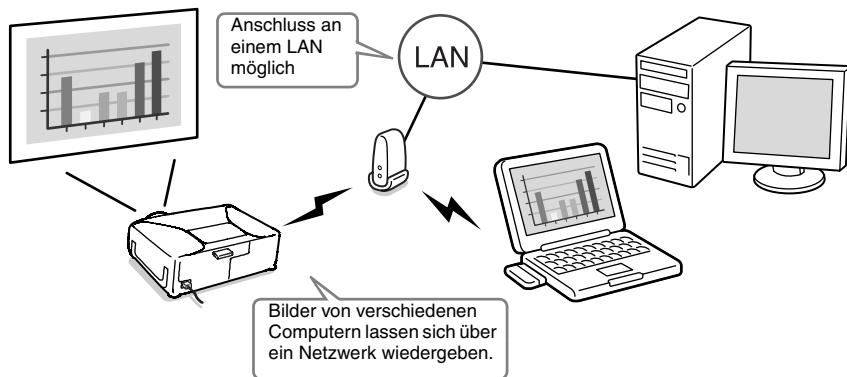 Anschluss an
einem LAN
möglich
LAN
Bilder von verschiedenen
Computern lassen sich über
ein Netzwerk wiedergeben.